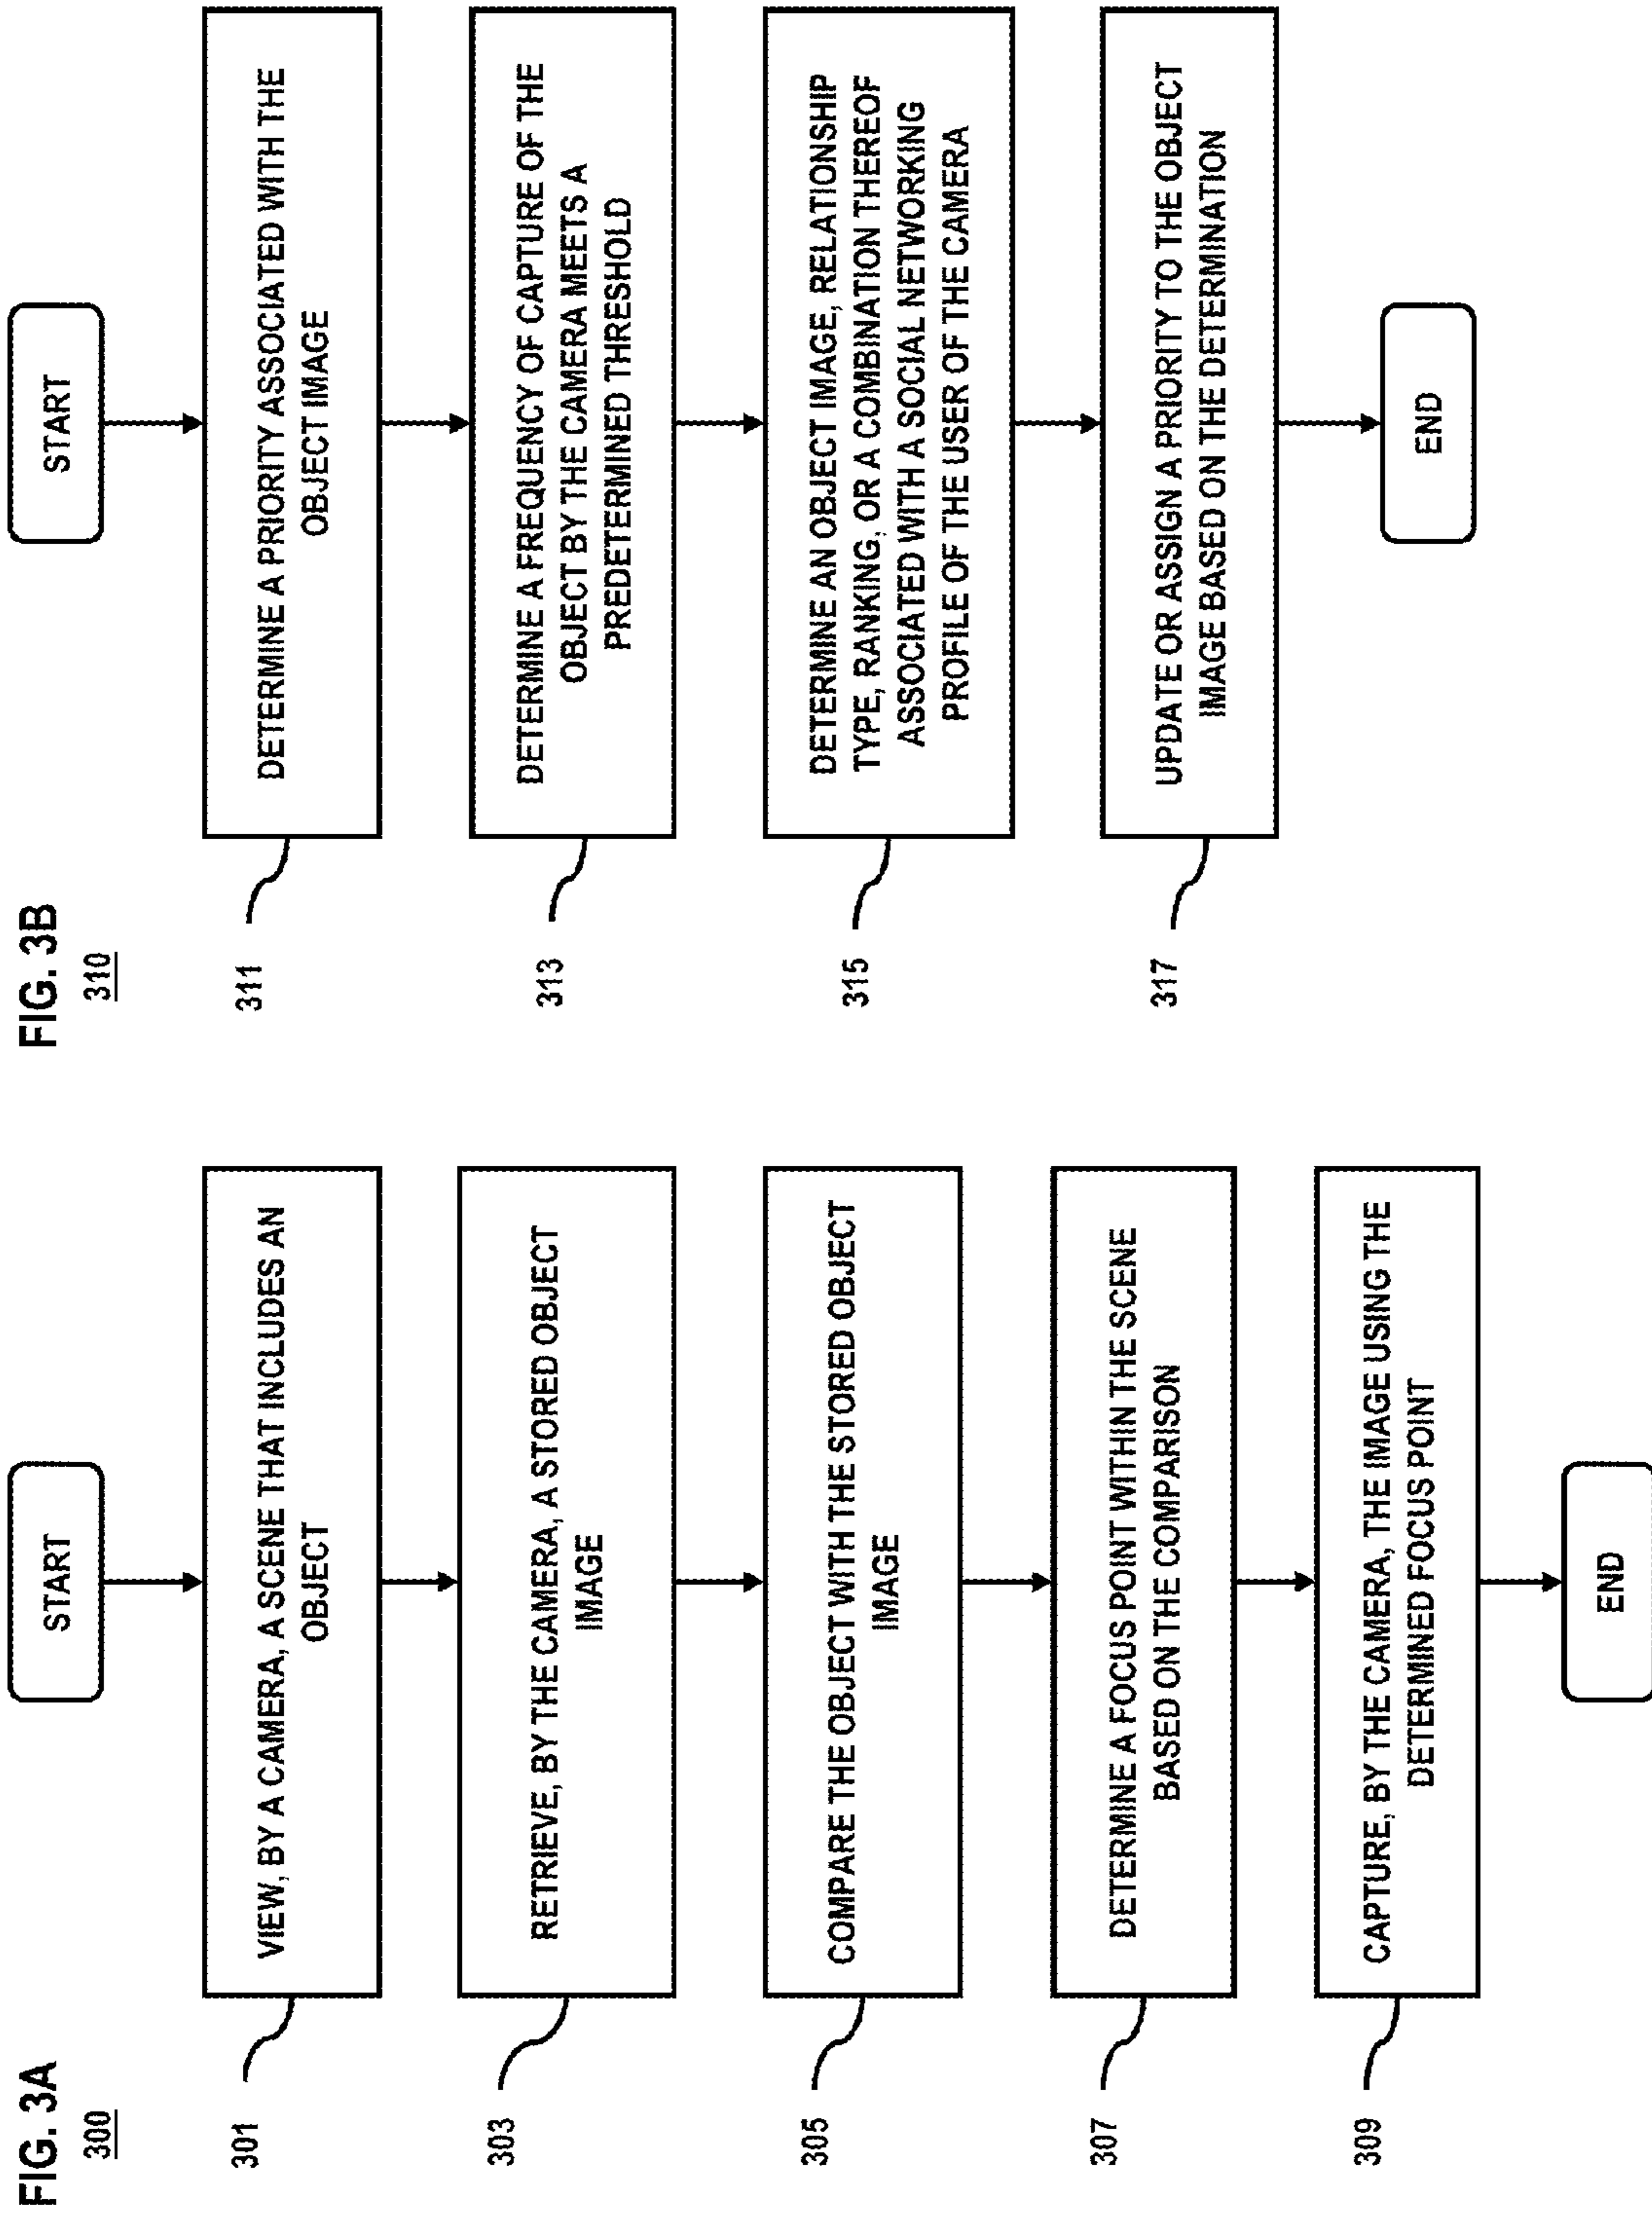 FIG. 3A
300
START
301
VIEW, BY A CAMERA, A SCENE THAT INCLUDES AN
OBJECT
303
RETRIEVE, BY THE CAMERA, A STORED OBJECT
IMAGE
305
COMPARE THE OBJECT WITH THE STORED OBJECT
IMAGE
307
DETERMINE A FOCUS POINT WITHIN THE SCENE
BASED ON THE COMPARISON
309
CAPTURE, BY THE CAMERA, THE IMAGE USING THE
DETERMINED FOCUS POINT
END
FIG. 3B
310
START
311
DETERMINE A PRIORITY ASSOCIATED WITH THE
OBJECT IMAGE
313
DETERMINE A FREQUENCY OF CAPTURE OF THE
OBJECT BY THE CAMERA MEETS A
PREDETERMINED THRESHOLD
315
DETERMINE AN OBJECT IMAGE, RELATIONSHIP
TYPE, RANKING, OR A COMBINATION THEREOF
ASSOCIATED WITH A SOCIAL NETWORKING
PROFILE OF THE USER OF THE CAMERA
317
UPDATE OR ASSIGN A PRIORITY TO THE OBJECT
IMAGE BASED ON THE DETERMINATION
END